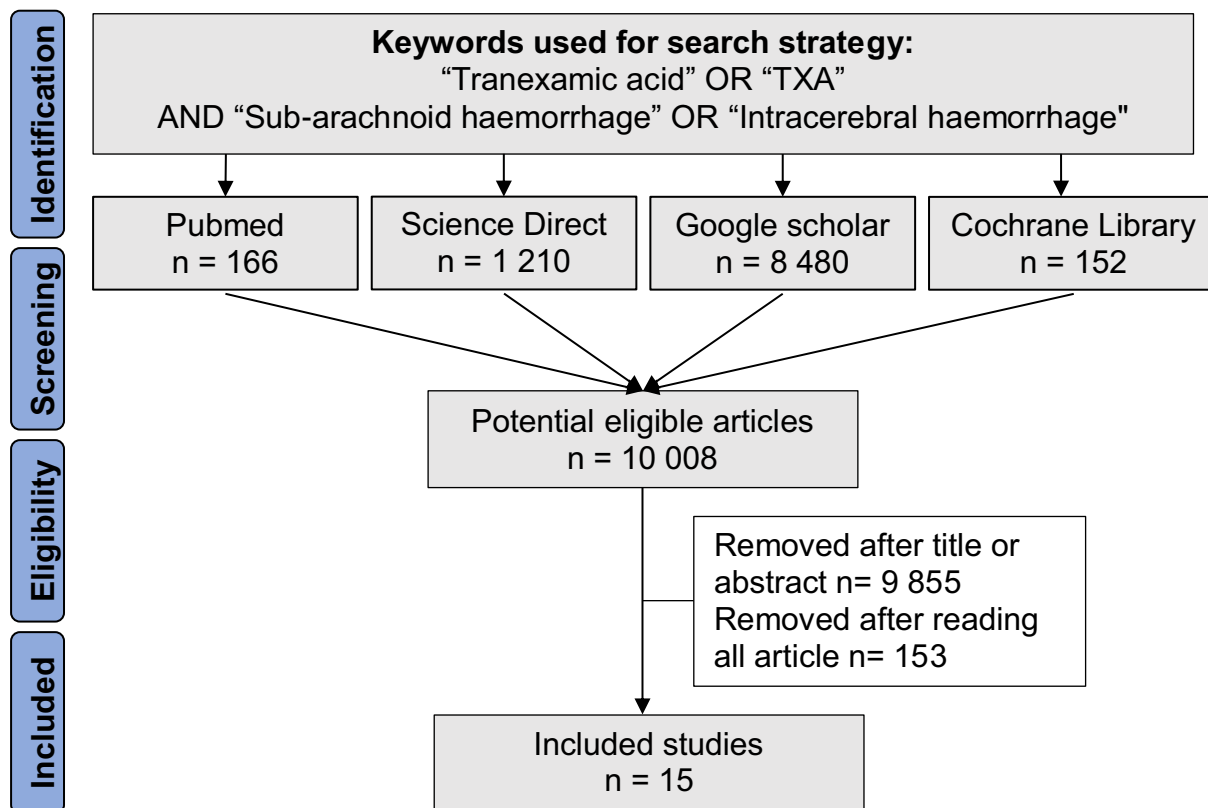 Identification
Keywords used for search strategy:
“Tranexamic acid” OR “TXA”
AND “Sub-arachnoid haemorrhage” OR “Intracerebral haemorrhage"
Pubmed
n = 166
Science Direct
n = 1 210
Google scholar
n = 8 480
Cochrane Library
n = 152
Screening
Potential eligible articles
n = 10 008
Eligibility
Removed after title or
abstract n= 9 855
Removed after reading
all article n= 153
Included
Included studies
n = 15